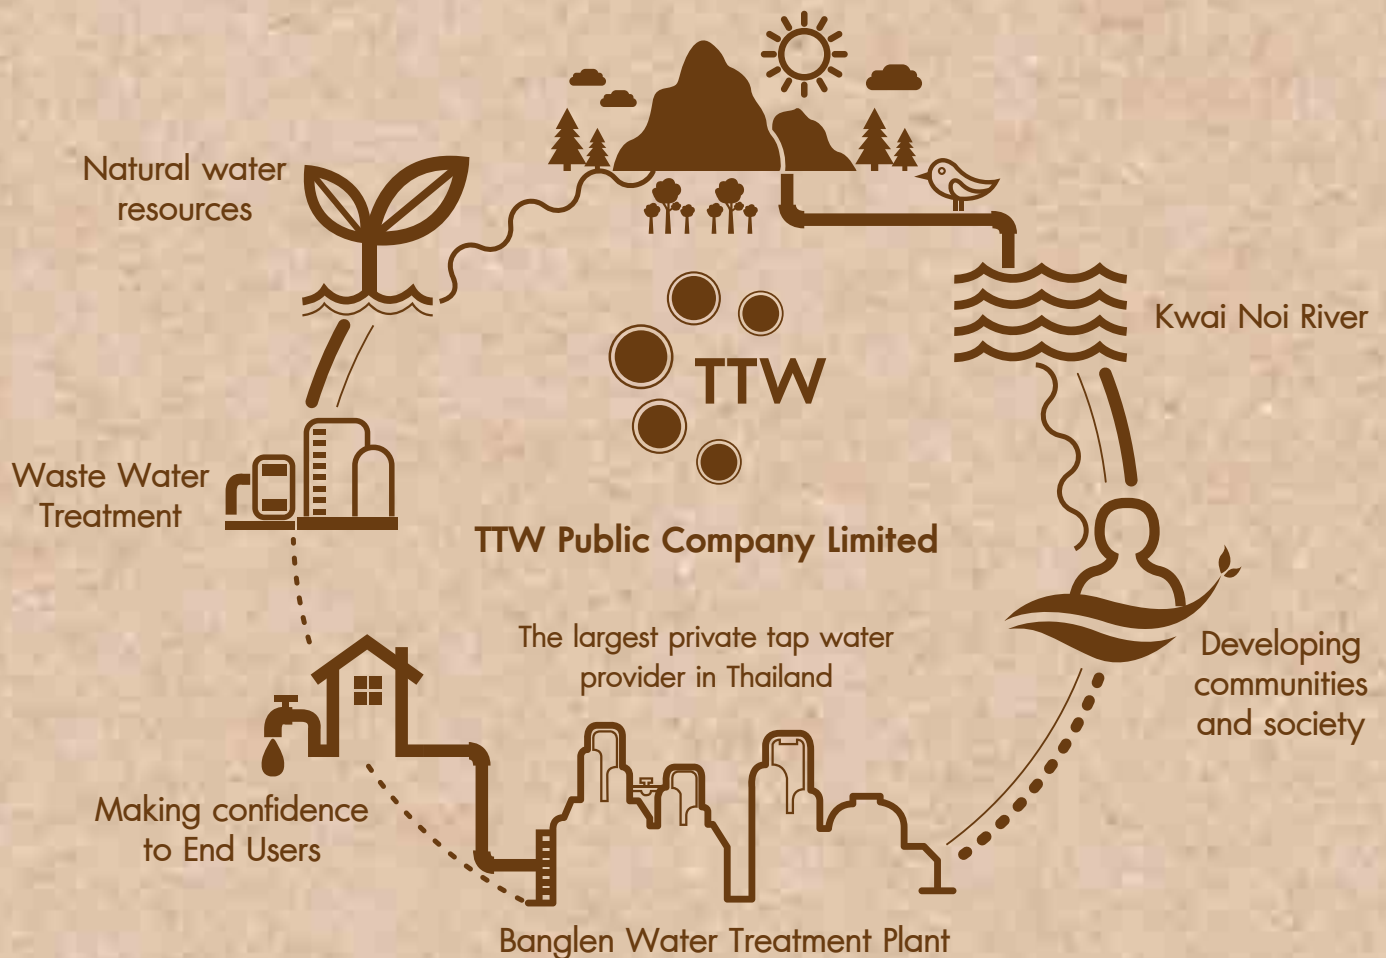 Natural water
resources
Kwai Noi River
TTW
Waste Water
Treatment
TTW Public Company Limited
The largest private tap water
provider in Thailand
Developing
communities
and society
Making confidence
to End Users
Banglen Water Treatment Plant